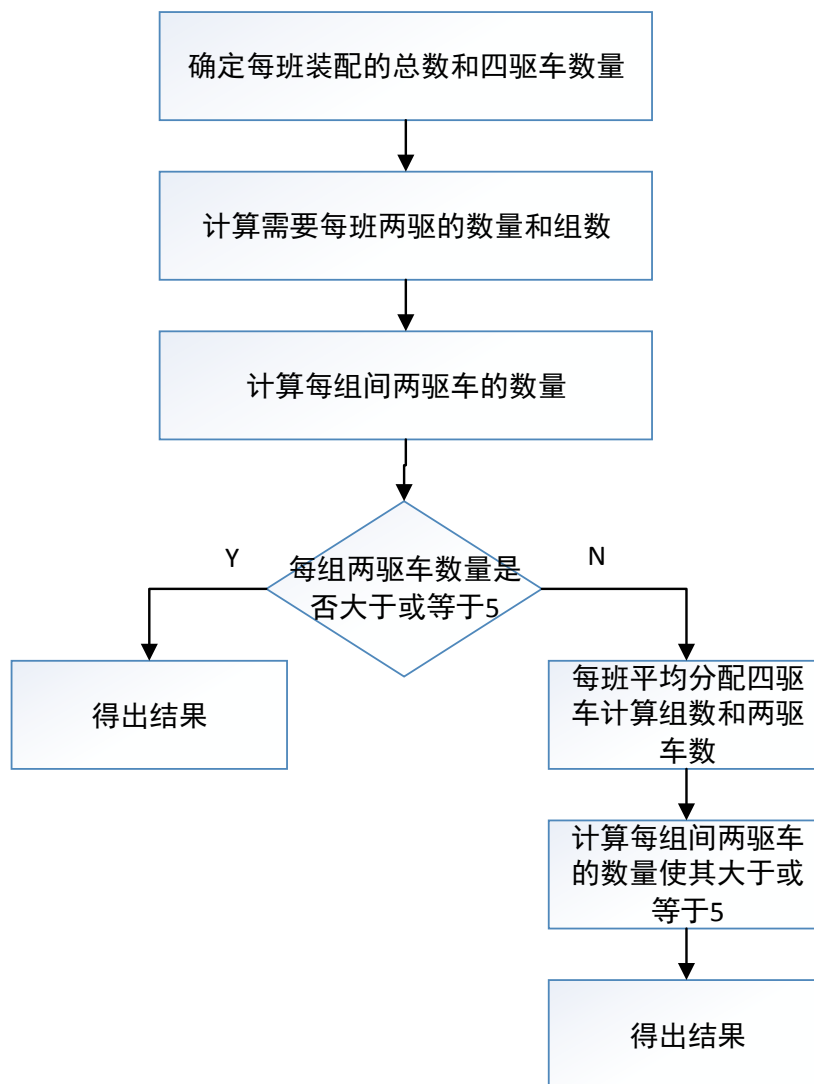 确定每班装配的总数和四驱车数量
计算需要每班两驱的数量和组数
计算每组间两驱车的数量
每组两驱车数量是
否大于或等于5
Y
N
得出结果
每班平均分配四驱
车计算组数和两驱
车数
计算每组间两驱车
的数量使其大于或
等于5
得出结果